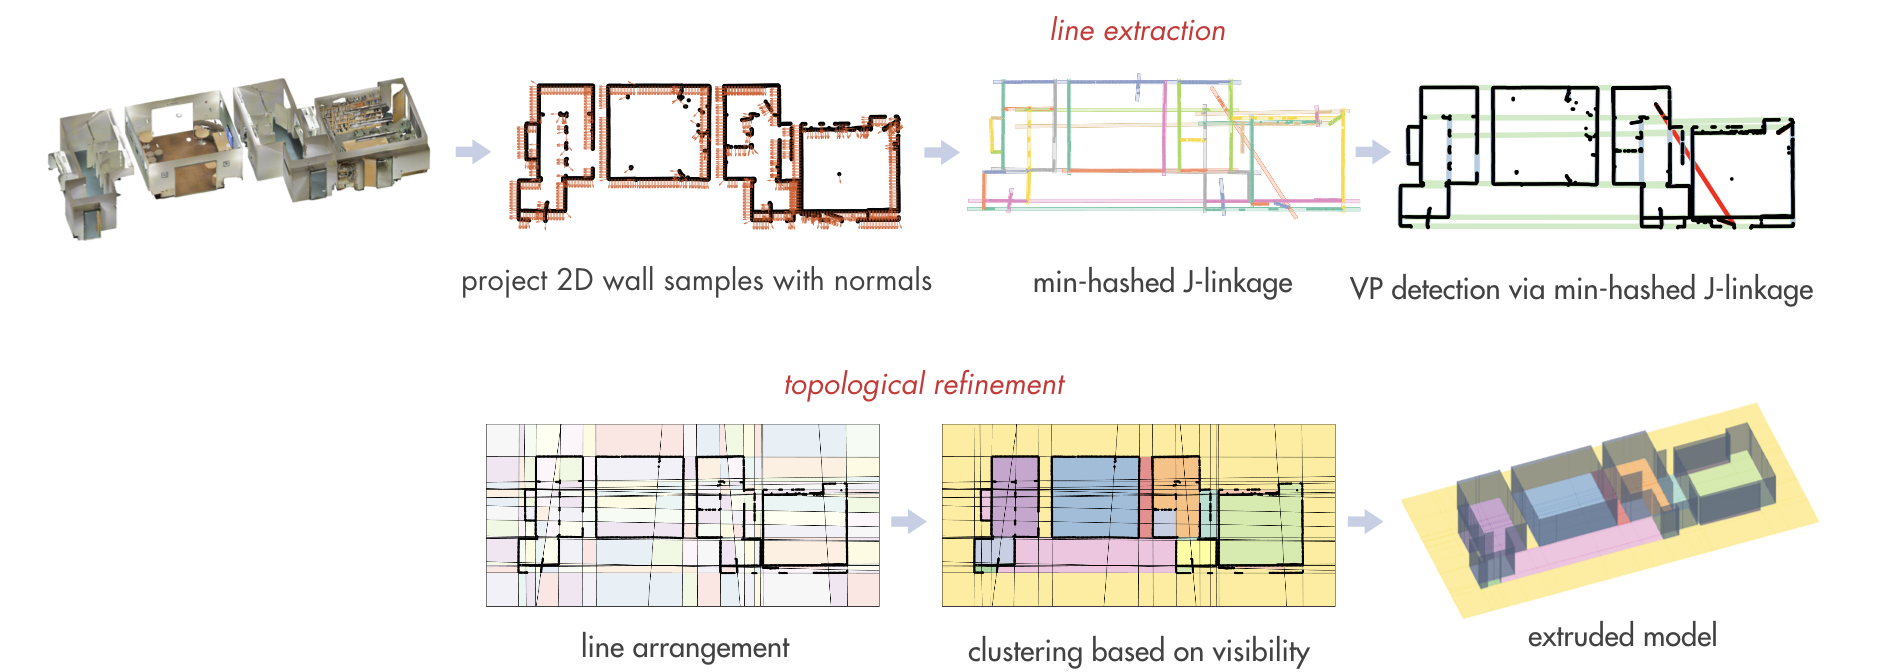 line extraction
project 2D wall samples with normals
min-hashed J-linkage
VP detection via min-hashed J-linkage
topological refinement
line arrangement
clustering based on visibility
extruded model